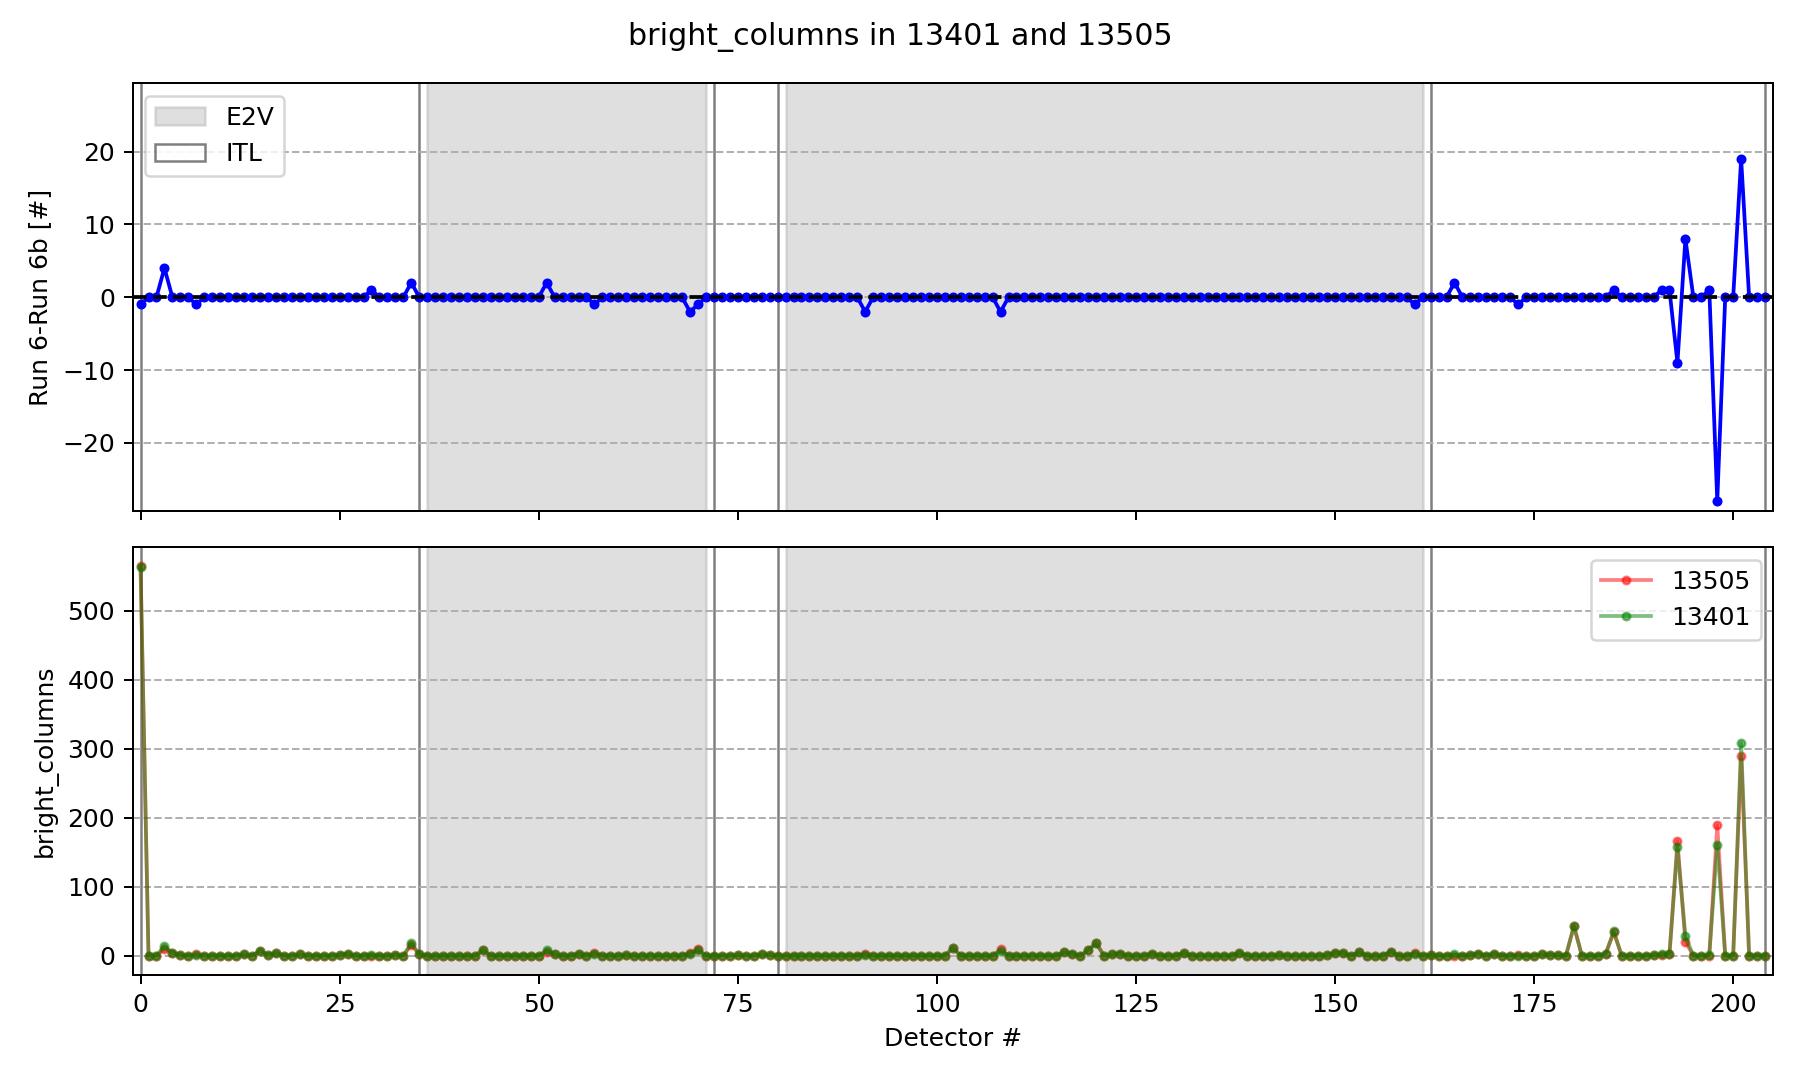 bright_columns in 13401 and 13505
Run 6-Run 6b [#]
20
10
0
−10
−20
E2V
ITL
bright_columns
500
400
300
200
100
0
13505
13401
0 25 50 75 100 125 150 175 200
Detector #